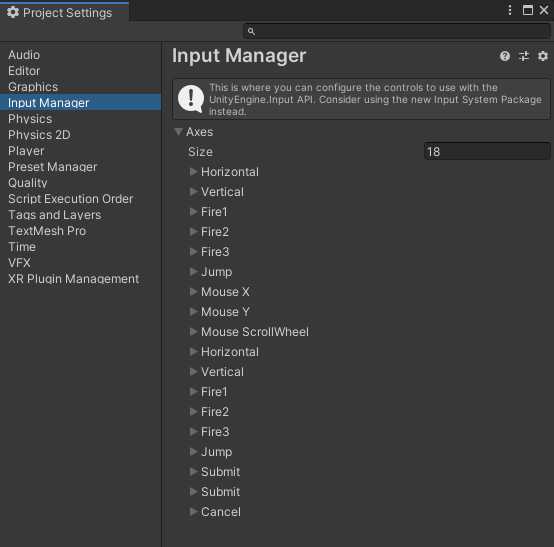 Project Settings
Audio
Editor
Graphics
Input Manager
Physics
Physics 2D
Player
Preset Manager
Quality
Script Execution Order
Tags and Layers
TextMesh Pro
Time
VFX
XR Plugin Management
Input Manager
This is where you can configure the controls to use with the
UnityEngine.Input API. Consider using the new Input System Package
instead.
Axes
Size 18
Horizontal
Vertical
Fire1
Fire2
Fire3
Jump
Mouse X
Mouse Y
Mouse ScrollWheel
Horizontal
Vertical
Fire1
Fire2
Fire3
Jump
Submit
Submit
Cancel